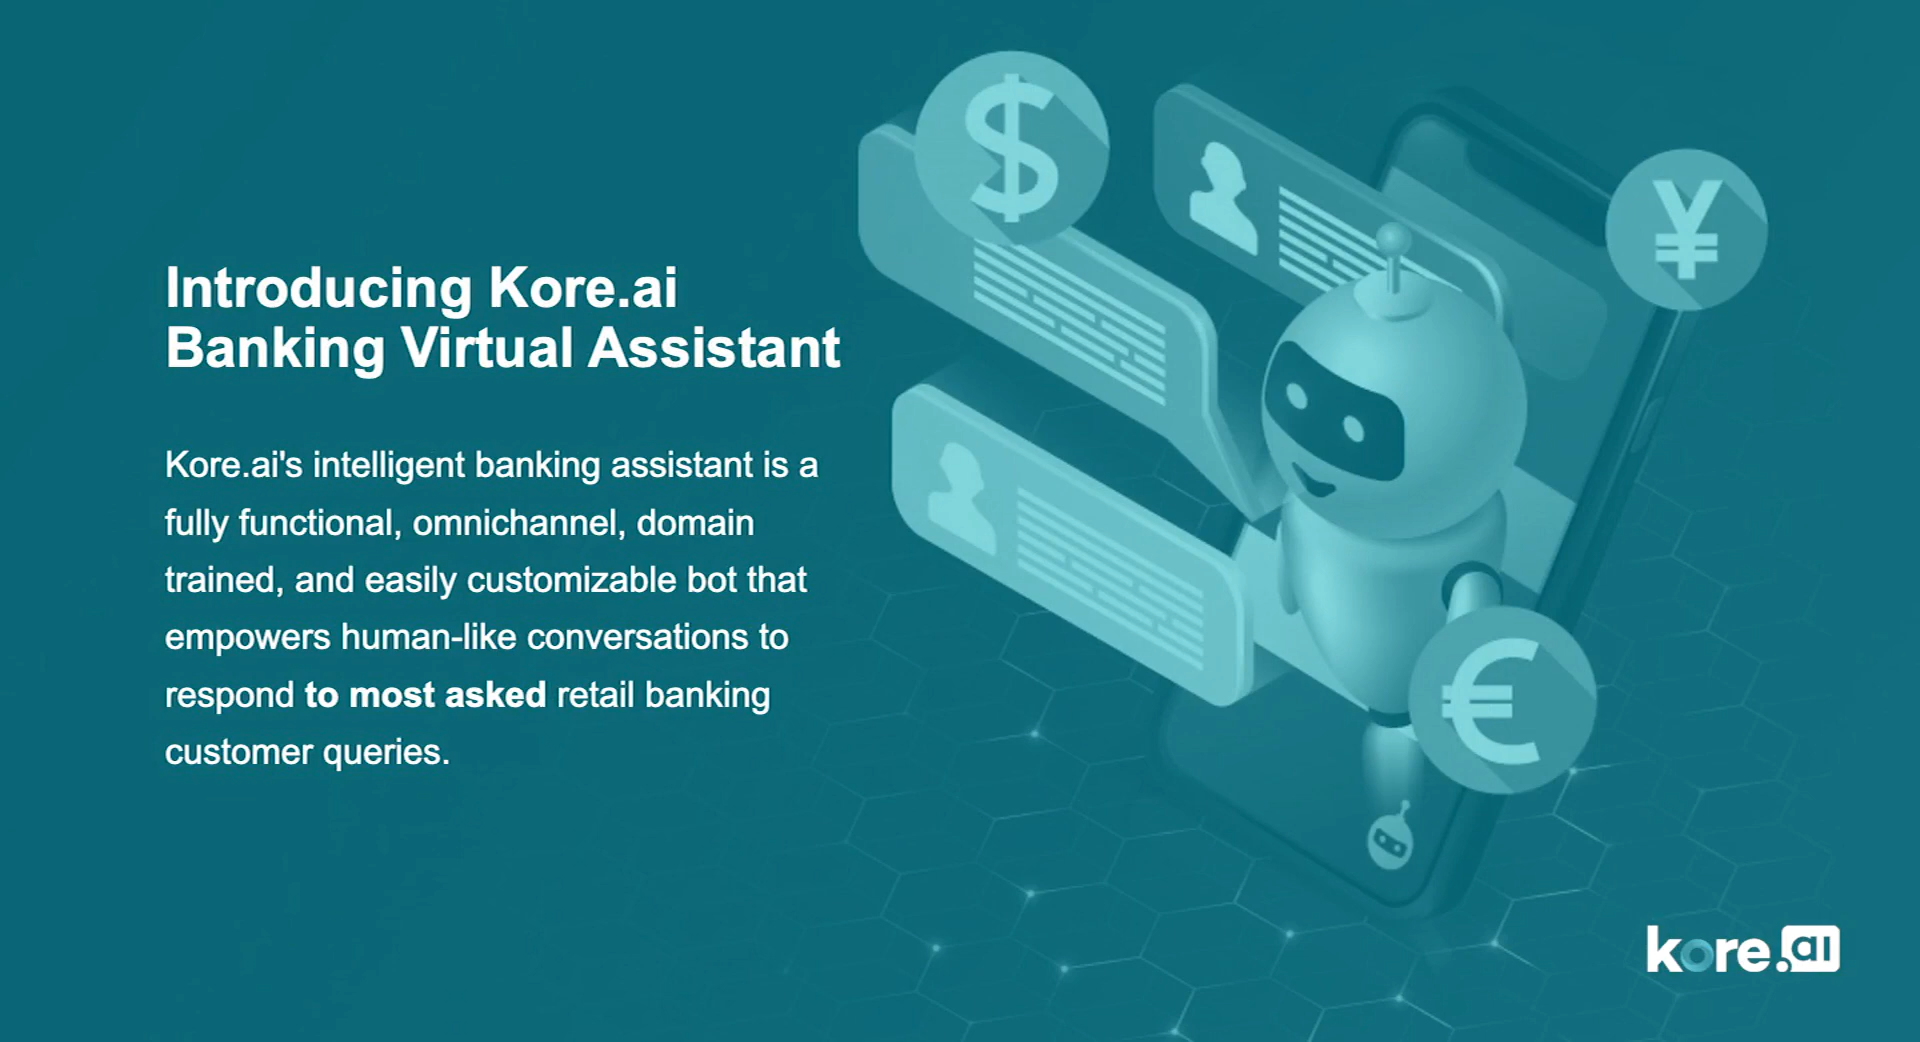 Introducing Kore.ai
Banking Virtual Assistant
Kore.ai's intelligent banking assistant is a
fully functional, omnichannel, domain
trained, and easily customizable bot that
empowers human-like conversations to
respond to most asked retail banking
customer queries.
$
¥
€
kore.ai